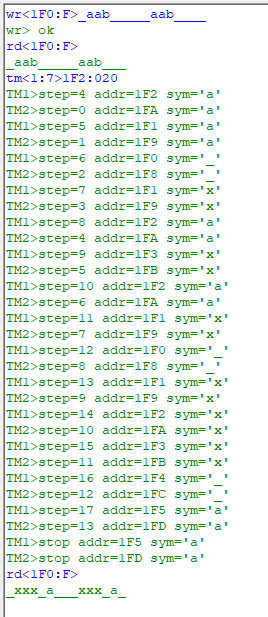 wr<1F0:F>_aab_____aab____
wr> ok
rd<1F0:F>
_aab_____aab___
tm<1:7>1F2:020
TM1>step=4 addr=1F2 sym='a'
TM2>step=0 addr=1FA sym='a'
TM1>step=5 addr=1F1 sym='a'
TM2>step=1 addr=1F9 sym='a'
TM1>step=6 addr=1F0 sym='_'
TM2>step=2 addr=1F8 sym='_'
TM1>step=7 addr=1F1 sym='x'
TM2>step=3 addr=1F9 sym='x'
TM1>step=8 addr=1F2 sym='a'
TM2>step=4 addr=1FA sym='a'
TM1>step=9 addr=1F3 sym='x'
TM2>step=5 addr=1FB sym='x'
TM1>step=10 addr=1F2 sym='a'
TM2>step=6 addr=1FA sym='a'
TM1>step=11 addr=1F1 sym='x'
TM2>step=7 addr=1F9 sym='x'
TM1>step=12 addr=1F0 sym='_'
TM2>step=8 addr=1F8 sym='_'
TM1>step=13 addr=1F1 sym='x'
TM2>step=9 addr=1F9 sym='x'
TM1>step=14 addr=1F2 sym='x'
TM2>step=10 addr=1FA sym='x'
TM1>step=15 addr=1F3 sym='x'
TM2>step=11 addr=1FB sym='x'
TM1>step=16 addr=1F4 sym='_'
TM2>step=12 addr=1FC sym='_'
TM1>step=17 addr=1F5 sym='a'
TM2>step=13 addr=1FD sym='a'
TM1>stop addr=1F5 sym='a'
TM2>stop addr=1FD sym='a'
rd<1F0:F>
_xxx_a___xxx_a_